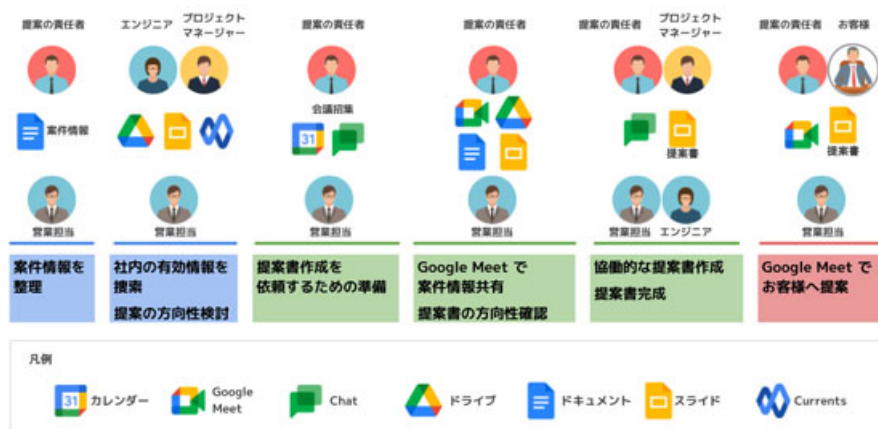 提案の責任者
エンジニア
プロジェクト
マネージャー
提案の責任者
提案の責任者
提案の責任者
プロジェクト
マネージャー
提案の責任者
お客様
案件情報
会議招集
31
提案書
提案書
営業担当
営業担当
営業担当
営業担当
営業担当
エンジニア
営業担当
案件情報を
整理
社内の有効情報を
捜索
提案の方向性検討
提案書作成を
依頼するための準備
Google Meet で
案件情報共有
提案書の方向性確認
協働的な提案書作成
提案書完成
Google Meet で
お客様へ提案
凡例
31
カレンダー
Google
Meet
Chat
ドライブ
ドキュメント
スライド
Currents